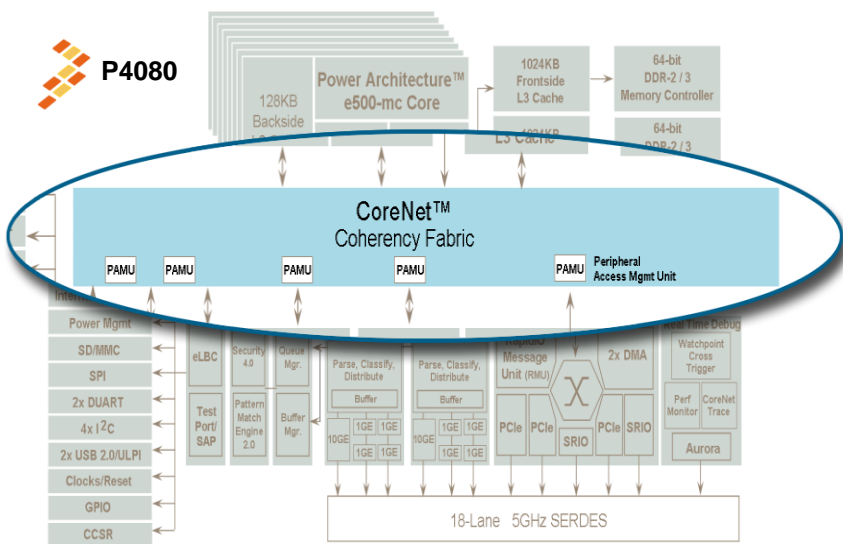 P4080
Power Architecture™
e500-mc Core
128KB
Backside
1024KB
Frontside
L3 Cache
64-bit
DDR-2 / 3
Memory Controller
L3 Cache
64-bit
DDR-2 / 3
CoreNet™
Coherency Fabric
PAMU
PAMU
PAMU
PAMU
PAMU
Peripheral
Access Mgmt Unit
Power Mgmt
SD/MMC
SPI
2x DUART
4x I2C
2x USB 2.0/ULPI
Clocks/Reset
GPIO
CCSR
eLBC
Test
Port/
SAP
Security
4.0
Pattern
Match
Engine
2.0
Queue
Mgr.
Buffer
Mgr.
Parse, Classify,
Distribute
Buffer
10GE
1GE
1GE
1GE
1GE
Parse, Classify,
Distribute
Buffer
10GE
1GE
1GE
1GE
1GE
RapidIO
Message
Unit (RMU)
2x DMA
PCIe
PCIe
SRIO
PCIe
SRIO
Real Time Debug
Watchpoint
Cross
Trigger
Perf
Monitor
CoreNet
Trace
Aurora
18-Lane 5GHz SERDES